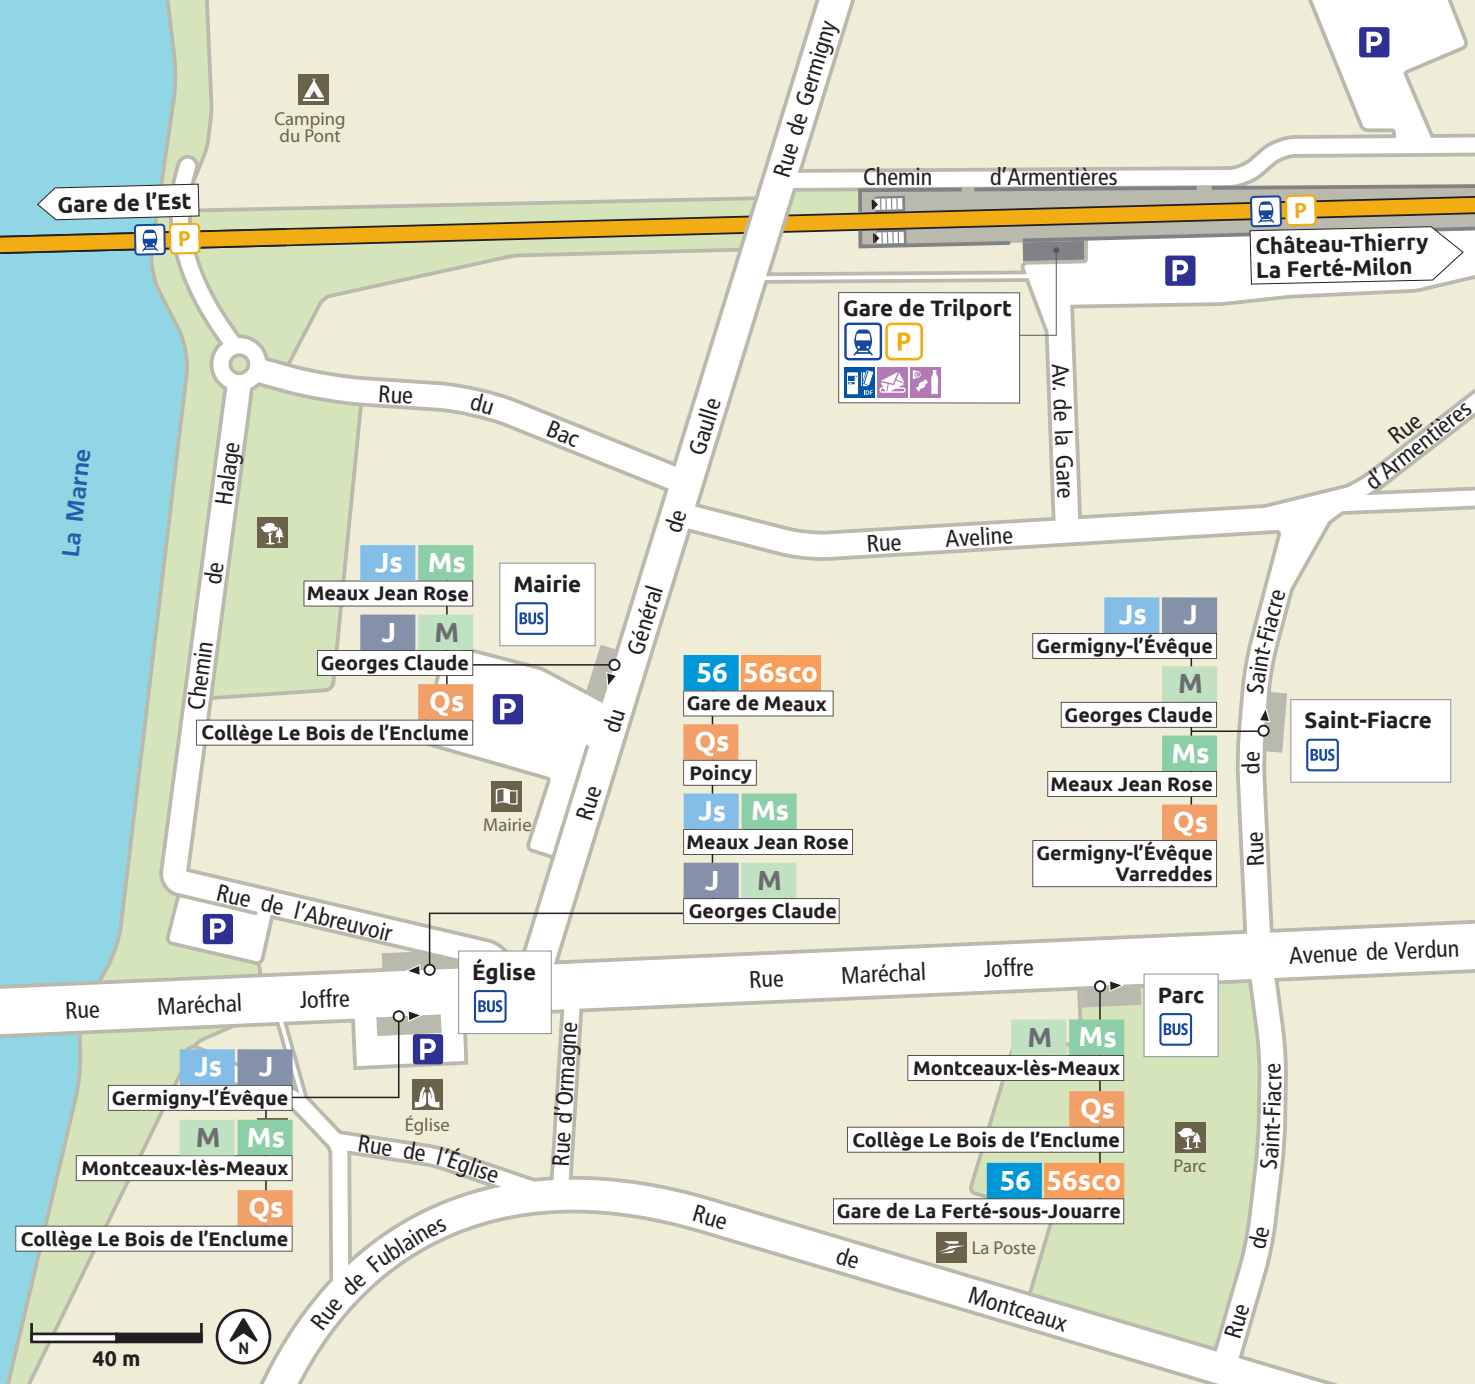 P
Camping
du Pont
Rue de Germigny
Chemin d'Armentières
Gare de l'Est
P
P
Château-Thierry
La Ferté-Milon
P
Gare de Trilport
P
IDF
Av. de la Gare
Rue du Bac
Rue du Général de Gaulle
Rue
d'Armentières
Chemin de Halage
La Marne
Rue Aveline
Js Ms
Meaux Jean Rose
J M
Georges Claude
Qs
Collège Le Bois de l'Enclume
Mairie
BUS
P
Mairie
56 56sco
Gare de Meaux
Qs
Poincy
Js Ms
Meaux Jean Rose
J M
Georges Claude
Js J
Germigny-l'Évêque
M
Georges Claude
Ms
Meaux Jean Rose
Qs
Germigny-l'Évêque
Varreddes
Rue de Saint-Fiacre
Saint-Fiacre
BUS
Rue de l'Abreuvoir
P
Église
BUS
Rue Maréchal Joffre
Rue Maréchal Joffre
Avenue de Verdun
P
Église
Js J
Germigny-l'Évêque
M Ms
Montceaux-lès-Meaux
Qs
Collège Le Bois de l'Enclume
Rue de l'Église
Rue d'Ormagne
Parc
BUS
M Ms
Montceaux-lès-Meaux
Qs
Collège Le Bois de l'Enclume
56 56sco
Gare de La Ferté-sous-Jouarre
Parc
La Poste
Rue de Saint-Fiacre
Rue de Fublaines
Rue de Montceaux
40 m
N